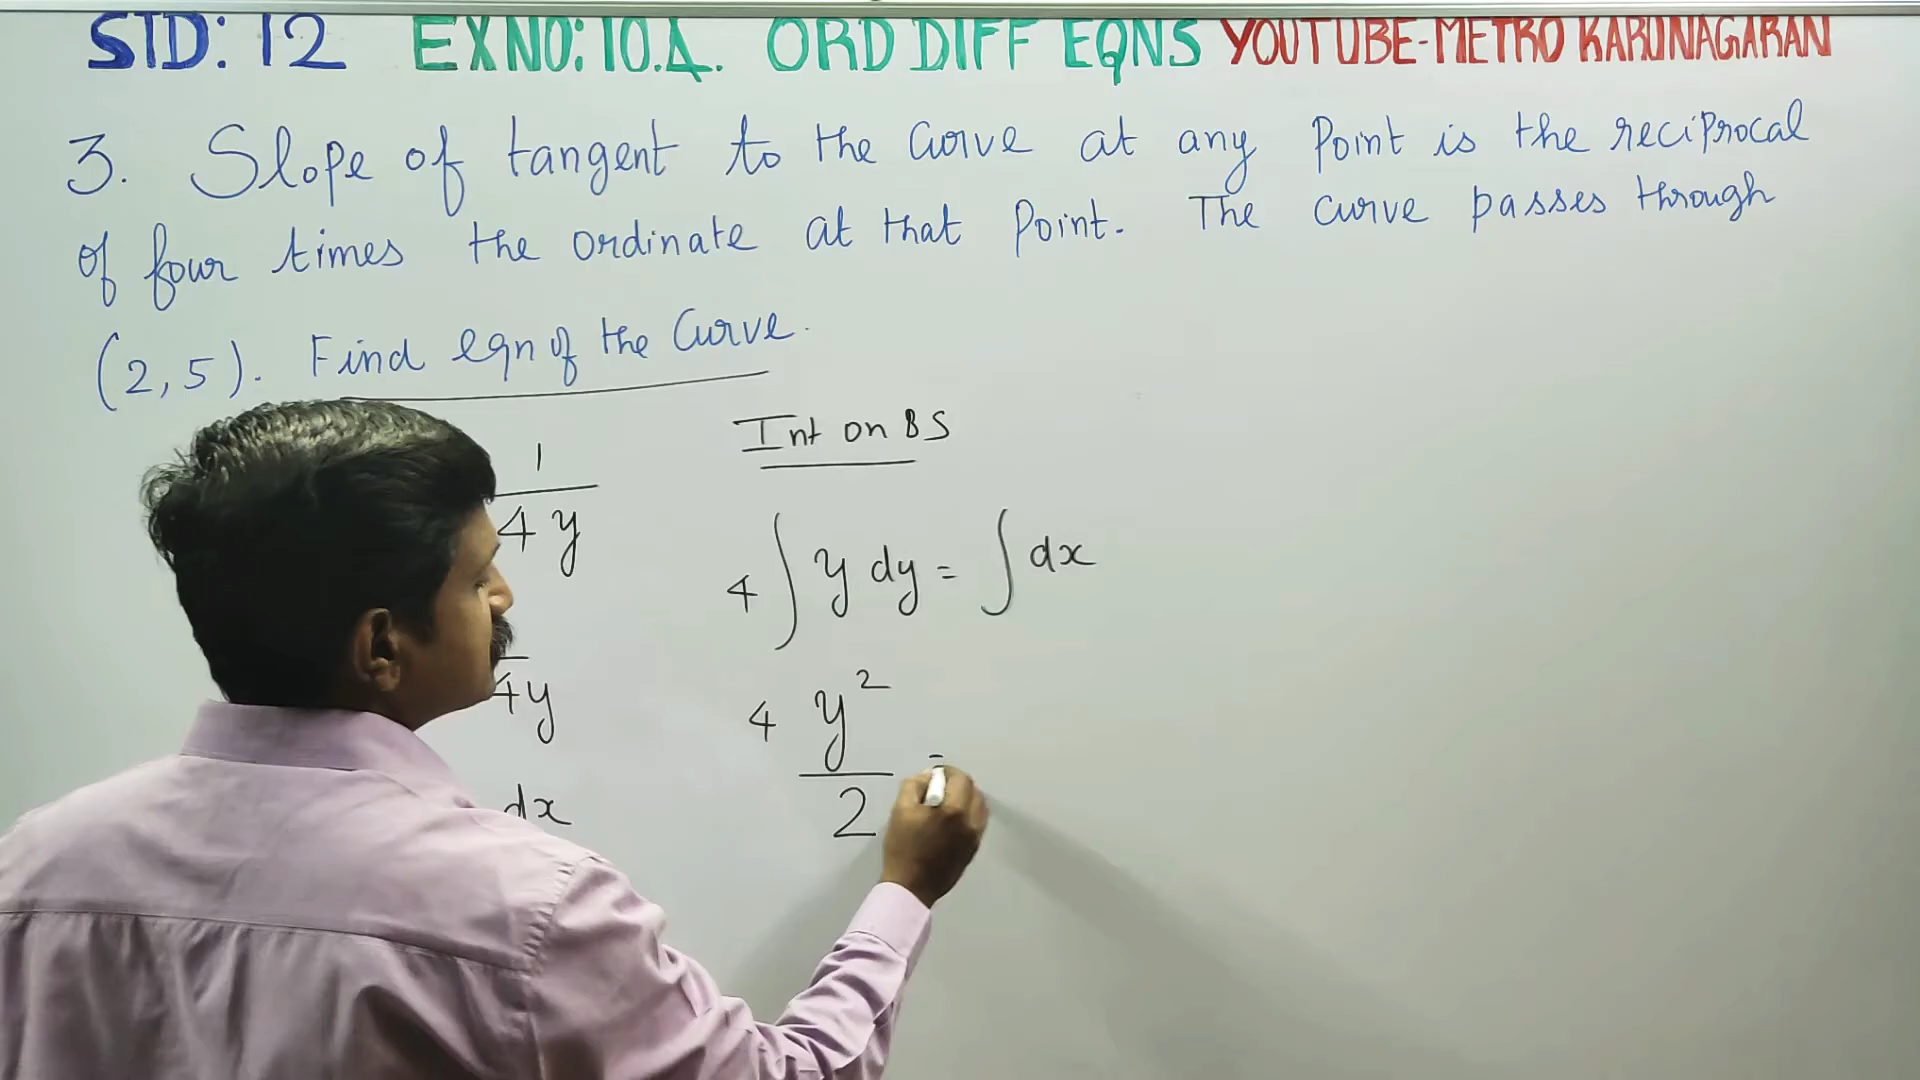 STD: 12 EXNO: 10.4. ORD DIFF EQNS YOUTUBE-METRO KARUNAGARAN
3. Slope of tangent to the curve at any Point is the reciprocal
of four times the ordinate at that Point. The curve passes through
(2,5). Find eqn of the Curve.
Int on BS
1
4 y
4 ∫ y dy = ∫ dx
4y
4 y²
2
=
dx